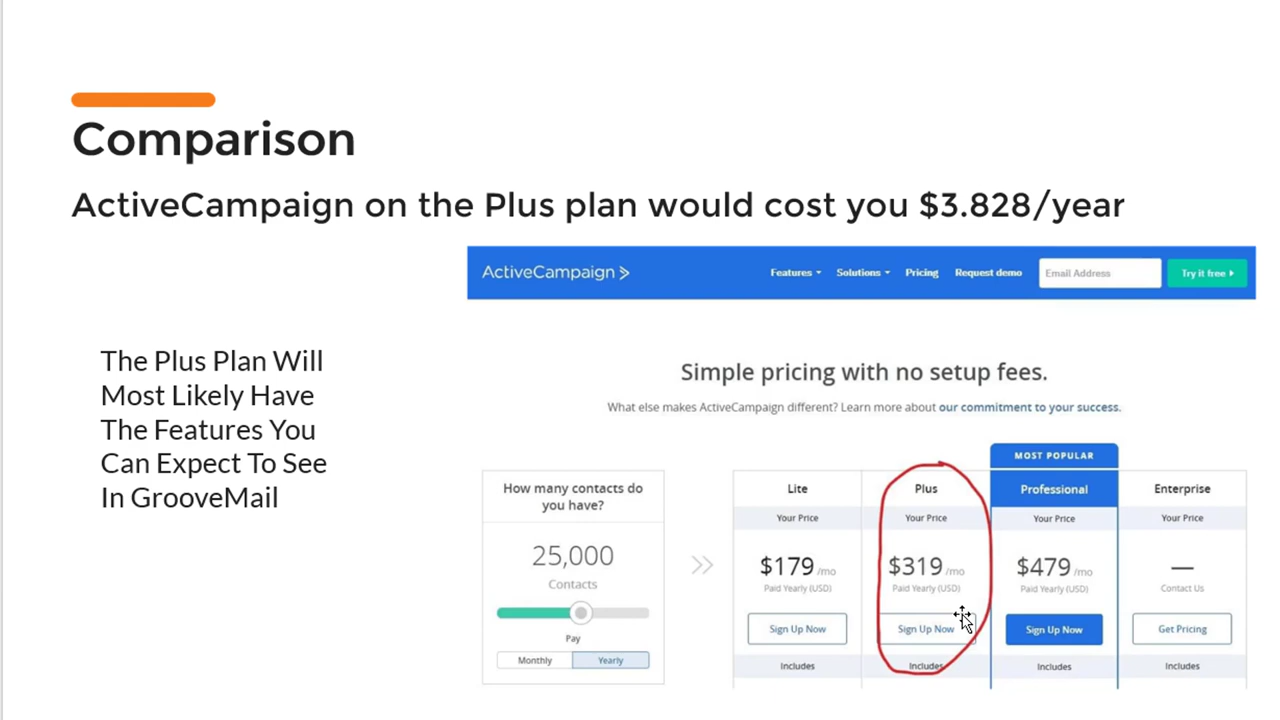 Comparison
ActiveCampaign on the Plus plan would cost you $3.828/year
ActiveCampaign
Features Solutions Pricing Request demo Email Address Try it free
The Plus Plan Will
Most Likely Have
The Features You
Can Expect To See
In GrooveMail
Simple pricing with no setup fees.
What else makes ActiveCampaign different? Learn more about our commitment to your success.
How many contacts do
you have?
25,000
Contacts
Pay
Monthly Yearly
MOST POPULAR
Lite Plus Professional Enterprise
Your Price Your Price Your Price Your Price
$179 /mo $319 /mo $479 /mo —
Paid Yearly (USD) Paid Yearly (USD) Paid Yearly (USD) Contact Us
Sign Up Now Sign Up Now Sign Up Now Get Pricing
Includes Includes Includes Includes